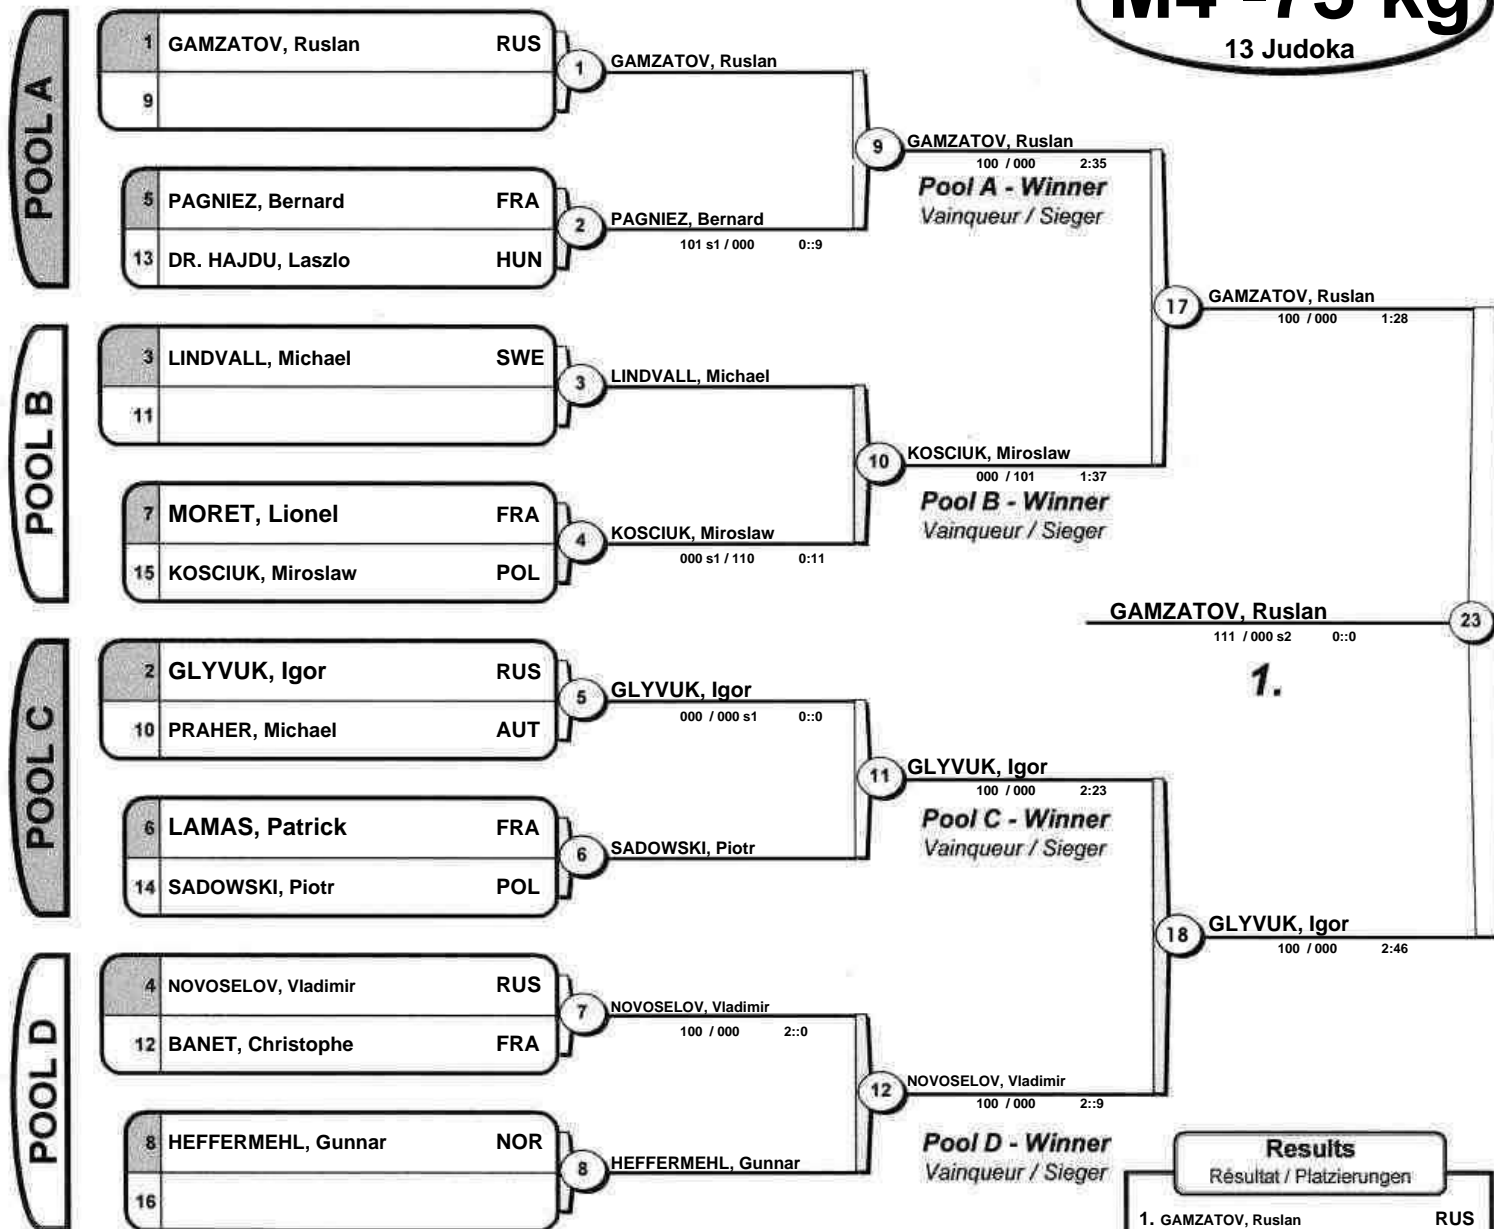 M4 -73 kg
13 Judoka
POOL A
1 GAMZATOV, Ruslan RUS
9
1 GAMZATOV, Ruslan
5 PAGNIEZ, Bernard FRA
13 DR. HAJDU, Laszlo HUN
2 PAGNIEZ, Bernard
101 s1 / 000 0::9
9 GAMZATOV, Ruslan
100 / 000 2:35
Pool A - Winner
Vainqueur / Sieger
POOL B
3 LINDVALL, Michael SWE
11
3 LINDVALL, Michael
7 MORET, Lionel FRA
15 KOSCIUK, Miroslaw POL
4 KOSCIUK, Miroslaw
000 s1 / 110 0:11
10 KOSCIUK, Miroslaw
000 / 101 1:37
Pool B - Winner
Vainqueur / Sieger
17 GAMZATOV, Ruslan
100 / 000 1:28
GAMZATOV, Ruslan 23
111 / 000 s2 0::0
1.
POOL C
2 GLYVUK, Igor RUS
10 PRAHER, Michael AUT
5 GLYVUK, Igor
000 / 000 s1 0::0
6 LAMAS, Patrick FRA
14 SADOWSKI, Piotr POL
6 SADOWSKI, Piotr
11 GLYVUK, Igor
100 / 000 2:23
Pool C - Winner
Vainqueur / Sieger
POOL D
4 NOVOSELOV, Vladimir RUS
12 BANET, Christophe FRA
7 NOVOSELOV, Vladimir
100 / 000 2::0
8 HEFFERMEHL, Gunnar NOR
16
8 HEFFERMEHL, Gunnar
12 NOVOSELOV, Vladimir
100 / 000 2::9
Pool D - Winner
Vainqueur / Sieger
18 GLYVUK, Igor
100 / 000 2:46
Results
Résultat / Platzierungen
1. GAMZATOV, Ruslan RUS